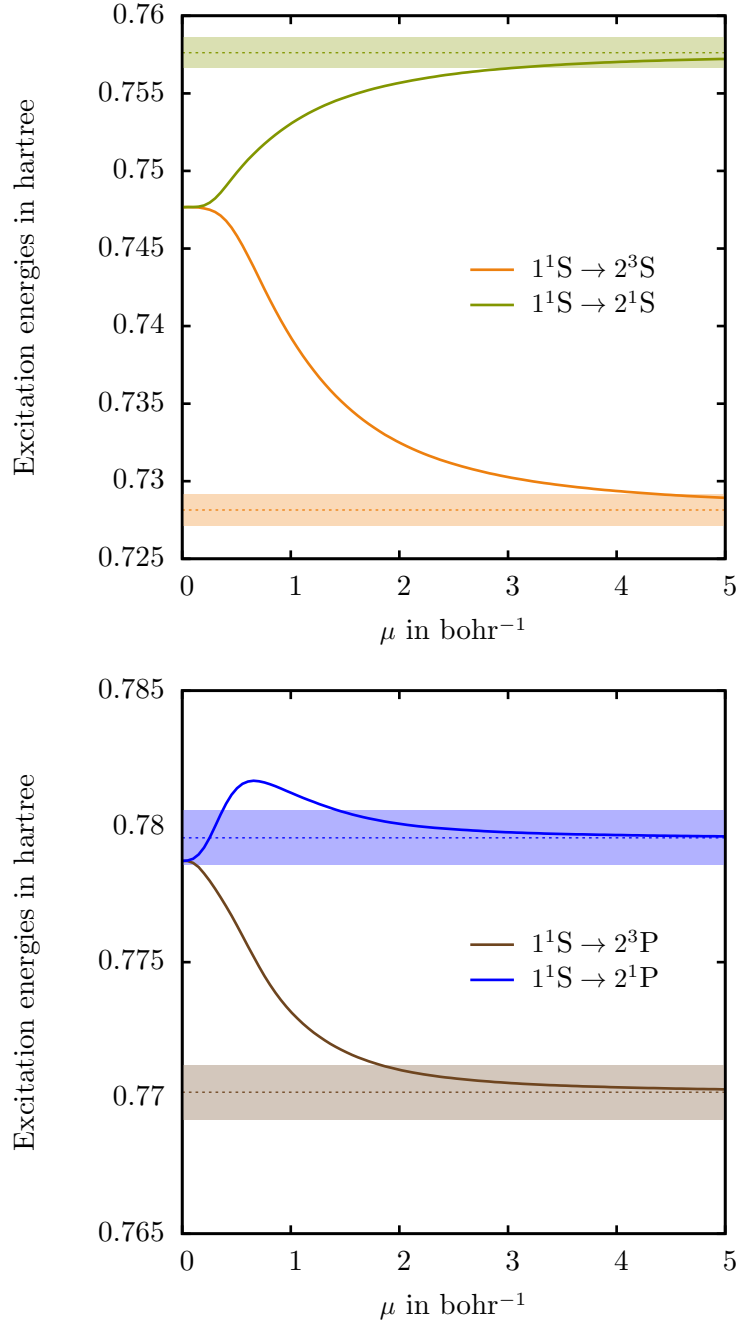 0.76
0.755
0.75
0.745
0.74
0.735
0.73
0.725
Excitation energies in hartree
1¹S → 2³S
1¹S → 2¹S
0 1 2 3 4 5
μ in bohr⁻¹
0.785
0.78
0.775
0.77
0.765
Excitation energies in hartree
1¹S → 2³P
1¹S → 2¹P
0 1 2 3 4 5
μ in bohr⁻¹